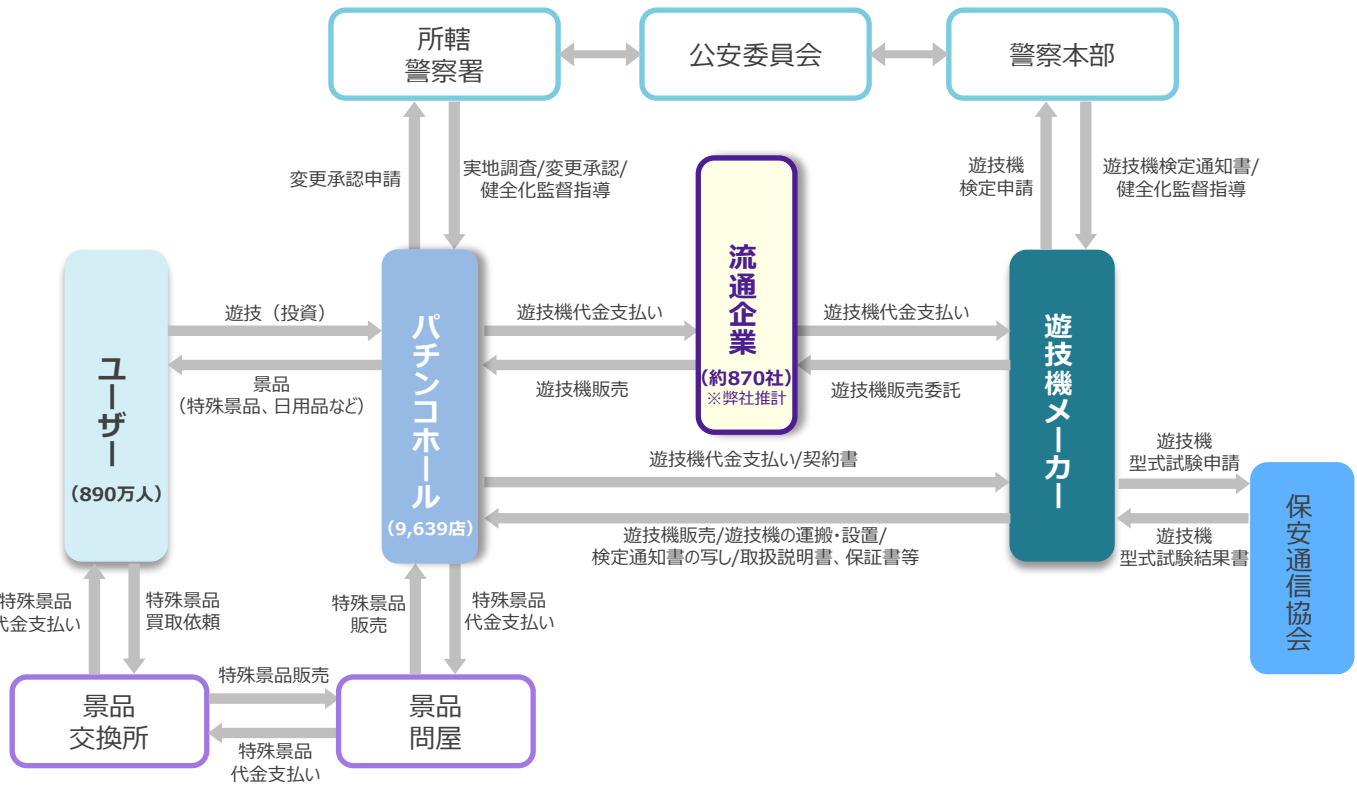 所轄
警察署
公安委員会
警察本部
変更承認申請
実地調査/変更承認/
健全化監督指導
遊技機
検定申請
遊技機検定通知書/
健全化監督指導
ユーザー
（890万人）
遊技（投資）
景品
（特殊景品、日用品など）
パチンコホール
（9,639店）
遊技機代金支払い
遊技機販売
流通企業
（約870社）
※弊社推計
遊技機代金支払い
遊技機販売委託
遊技機メーカー
遊技機代金支払い/契約書
遊技機販売/遊技機の運搬・設置/
検定通知書の写し/取扱説明書、保証書等
遊技機
型式試験申請
遊技機
型式試験結果書
保安通信協会
特殊景品
代金支払い
特殊景品
買取依頼
特殊景品
販売
特殊景品
代金支払い
景品
交換所
特殊景品販売
特殊景品
代金支払い
景品
問屋